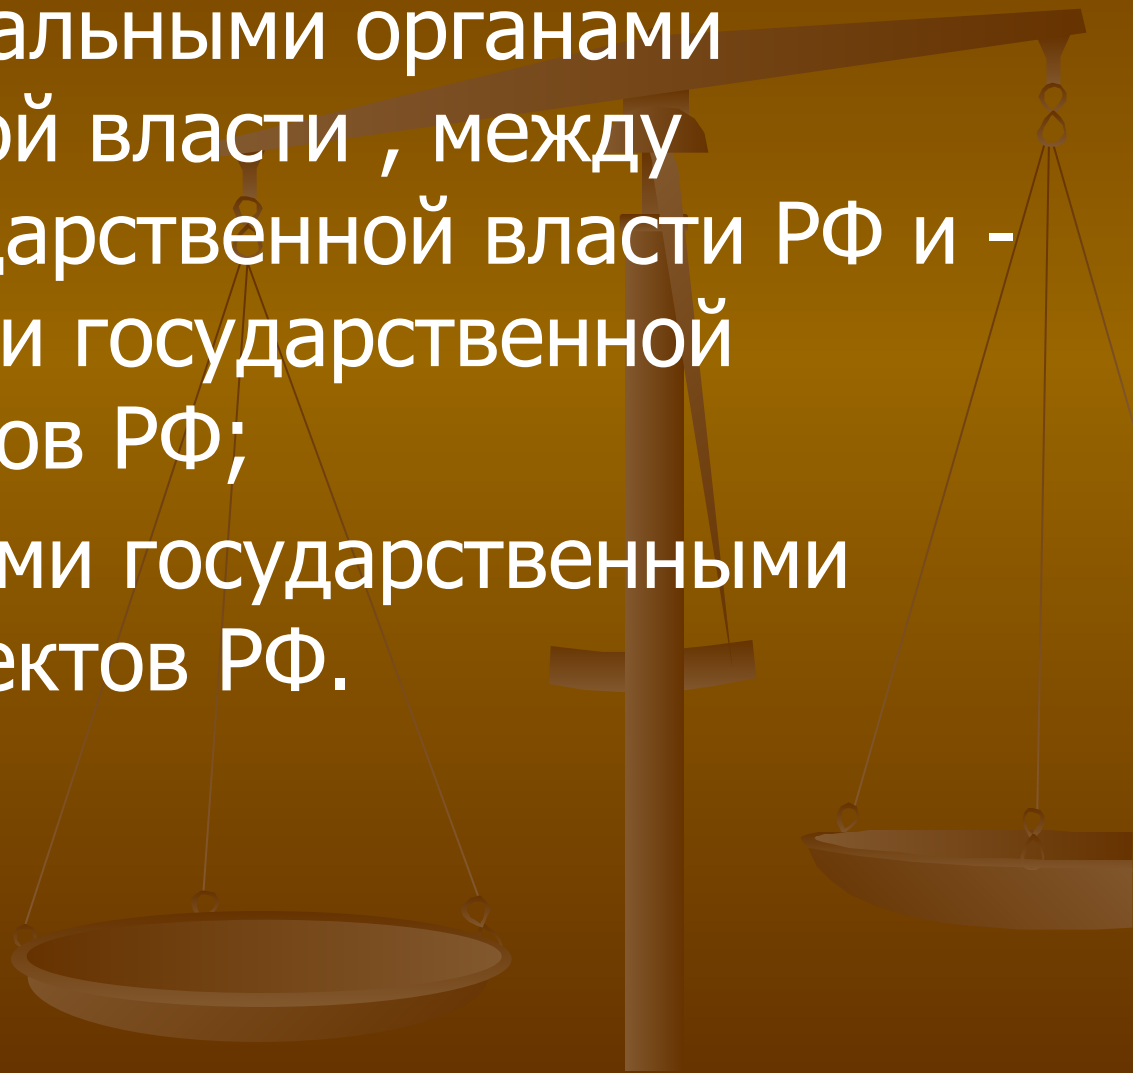 альными органами
ой власти , между
дарственной власти РФ и -
и государственной
ов РФ;
ми государственными
ектов РФ.